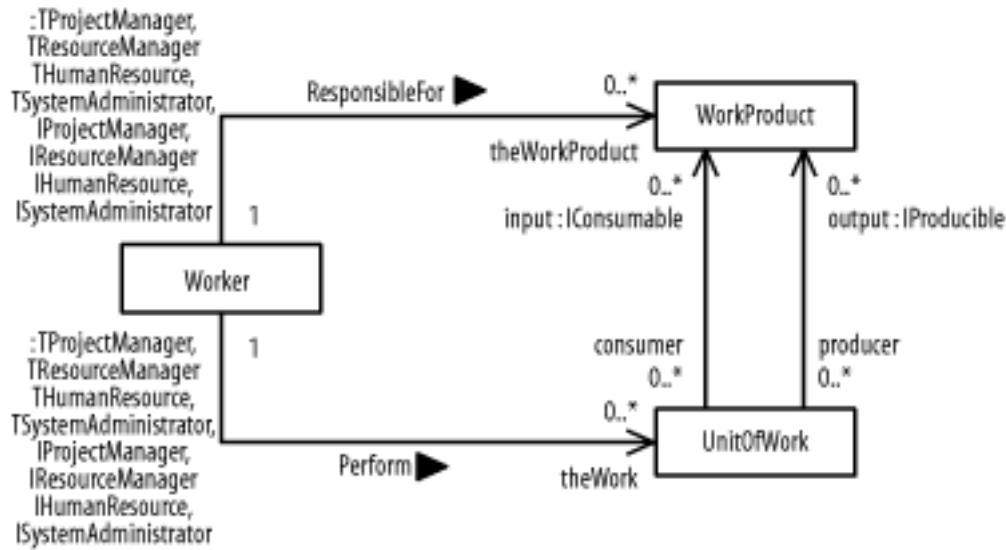 :TProjectManager,
TResourceManager
THumanResource,
TSystemAdministrator,
IProjectManager,
IResourceManager
IHumanResource,
ISystemAdministrator
1
ResponsibleFor
0..*
theWorkProduct
WorkProduct
0..*
input : IConsumable
0..*
output : IProducible
Worker
:TProjectManager,
TResourceManager
THumanResource,
TSystemAdministrator,
IProjectManager,
IResourceManager
IHumanResource,
ISystemAdministrator
1
consumer
0..*
producer
0..*
Perform
0..*
theWork
UnitOfWork